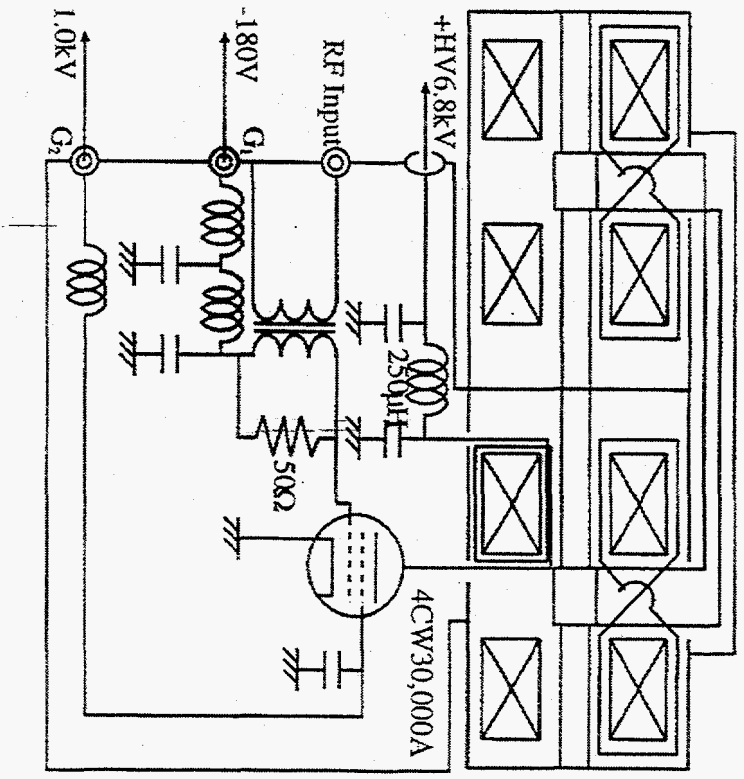 +HV6.8kV
RF Input
-180V
G₁
1.0kV
G₂
250μH
50Ω
4CW30,000A